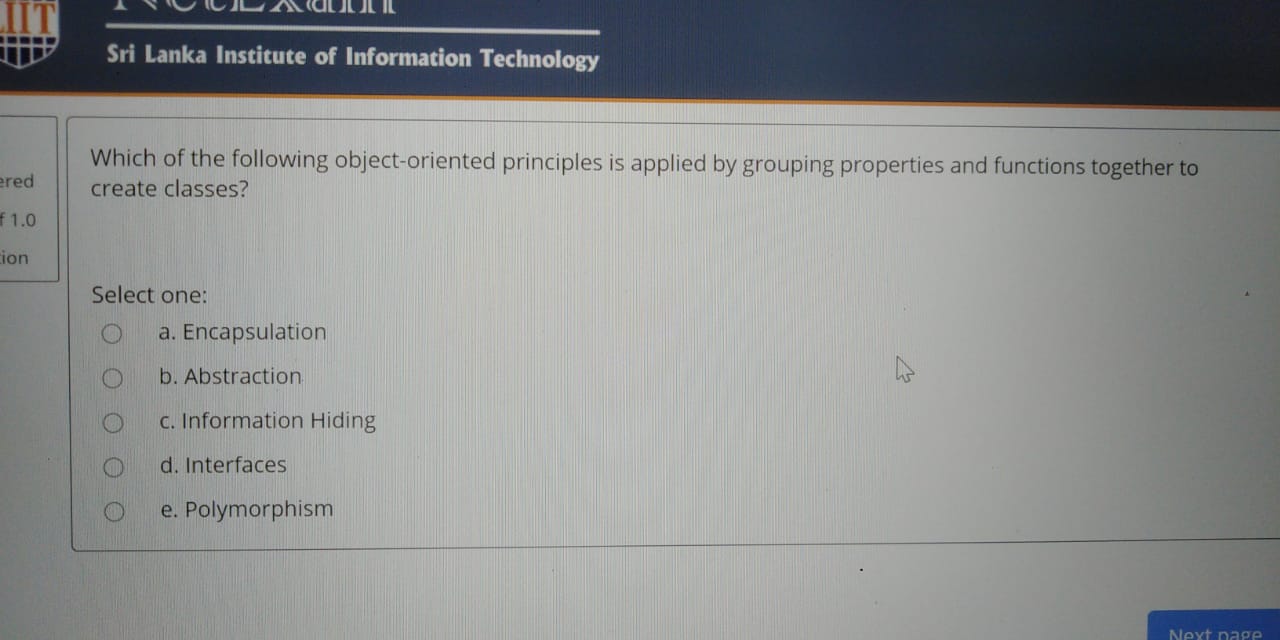 IIT
Sri Lanka Institute of Information Technology
ered
f 1.0
ion
Which of the following object-oriented principles is applied by grouping properties and functions together to
create classes?
Select one:
a. Encapsulation
b. Abstraction
c. Information Hiding
d. Interfaces
e. Polymorphism
Next page